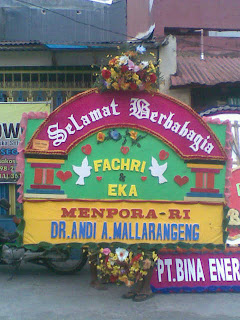 Selamat Berbahagia
FACHRI
&
EKA
MENPORA-RI
DR.ANDI A.MALLARANGENG
PT.BINA ENER